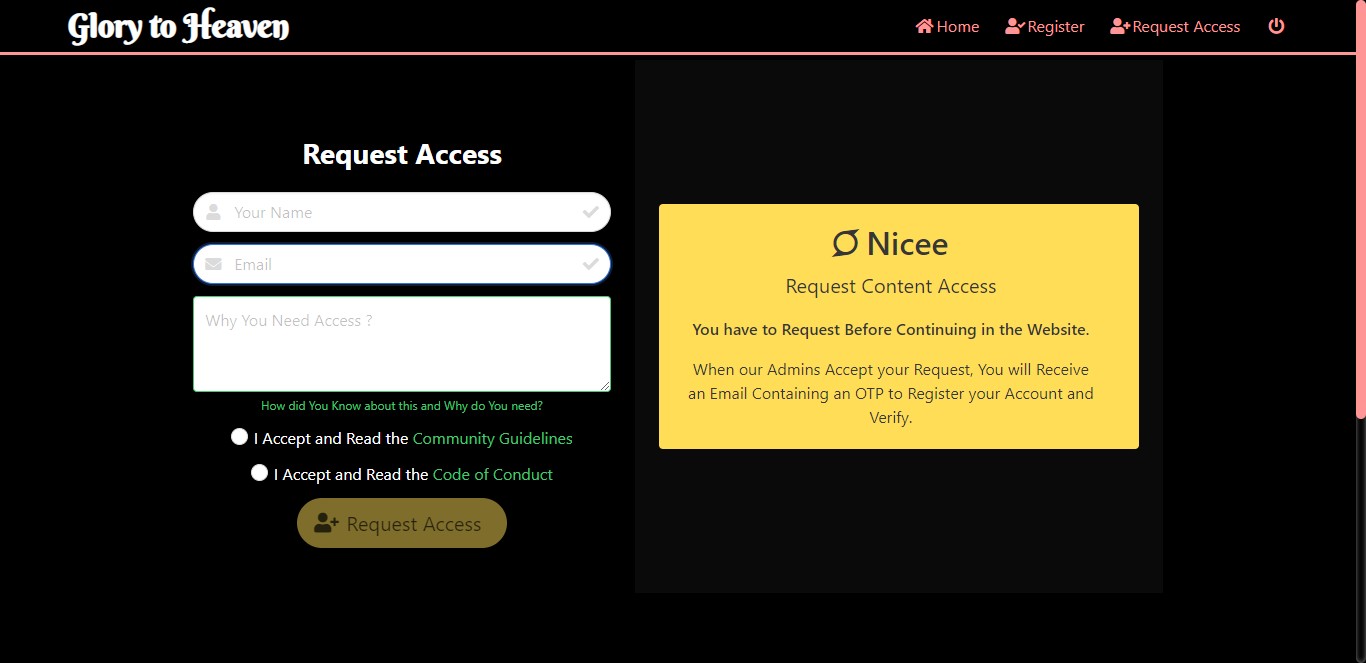 Glory to Heaven
Home
Register
Request Access
Request Access
Your Name
Email
Why You Need Access ?
How did You Know about this and Why do You need?
I Accept and Read the Community Guidelines
I Accept and Read the Code of Conduct
Request Access
Nicee
Request Content Access
You have to Request Before Continuing in the Website.
When our Admins Accept your Request, You will Receive
an Email Containing an OTP to Register your Account and
Verify.